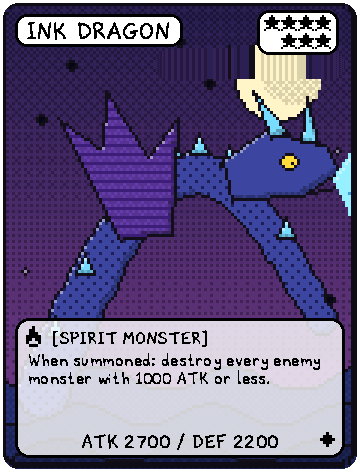 INK DRAGON
[SPIRIT MONSTER]
When summoned: destroy every enemy
monster with 1000 ATK or less.
ATK 2700 / DEF 2200